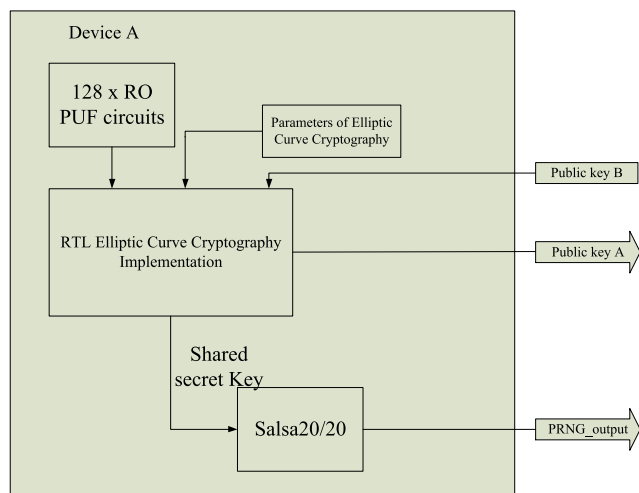 Device A
128 x RO
PUF circuits
Parameters of Elliptic
Curve Cryptography
Public key B
RTL Elliptic Curve Cryptography
Implementation
Public key A
Shared
secret Key
Salsa20/20
PRNG_output